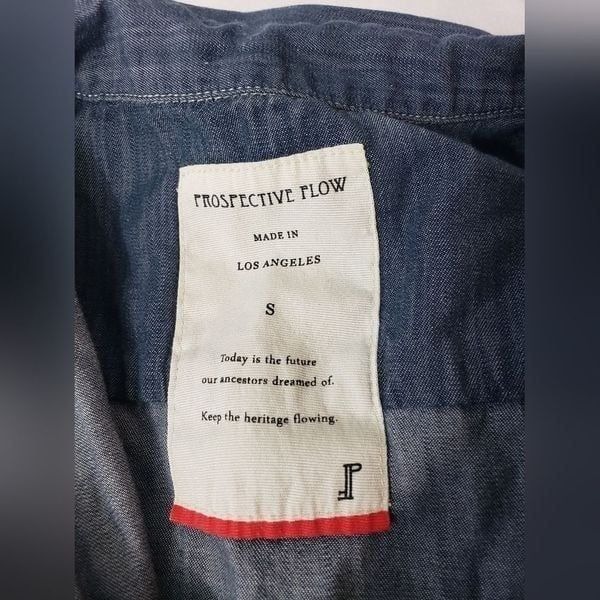 PROSPECTIVE FLOW
MADE IN
LOS ANGELES
S
Today is the future
our ancestors dreamed of.
Keep the heritage flowing.